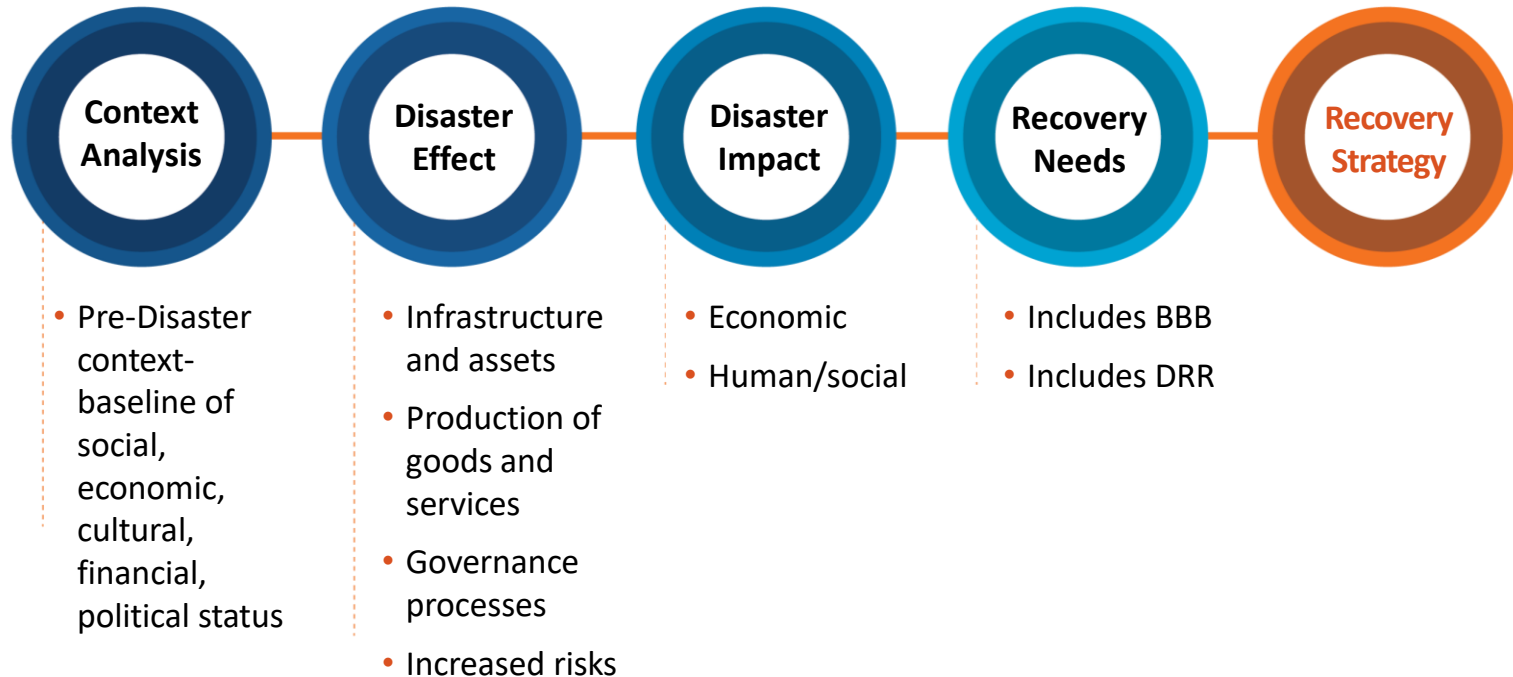 Context
Analysis
Disaster
Effect
Disaster
Impact
Recovery
Needs
Recovery
Strategy
• Pre-Disaster
context-
baseline of
social,
economic,
cultural,
financial,
political status
• Infrastructure
and assets
• Production of
goods and
services
• Governance
processes
• Increased risks
• Economic
• Human/social
• Includes BBB
• Includes DRR